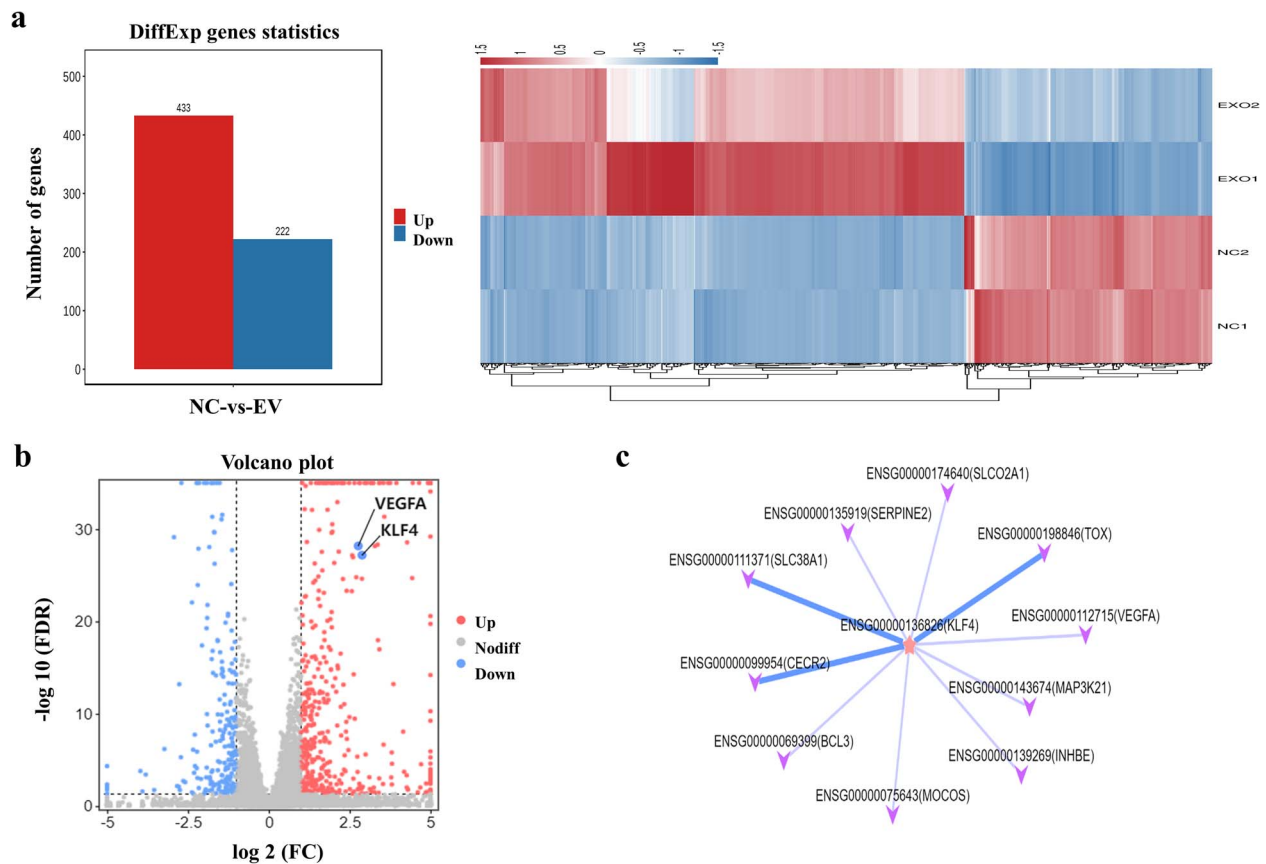 a
DiffExp genes statistics
500
400
300
200
100
0
Number of genes
433
222
NC-vs-EV
Up
Down
1.5
1
0.5
0
-0.5
-1
-1.5
EXO2
EXO1
NC2
NC1
b
Volcano plot
30
20
10
0
-log 10 (FDR)
VEGFA
KLF4
-5
-2.5
0
2.5
5
log 2 (FC)
Up
Nodiff
Down
c
ENSG00000174640(SLCO2A1)
ENSG00000135919(SERPINE2)
ENSG00000198846(TOX)
ENSG00000111371(SLC38A1)
ENSG00000112715(VEGFA)
ENSG00000136826(KLF4)
ENSG00000099954(CECR2)
ENSG00000143674(MAP3K21)
ENSG00000069399(BCL3)
ENSG00000139269(INHBE)
ENSG00000075643(MOCOS)